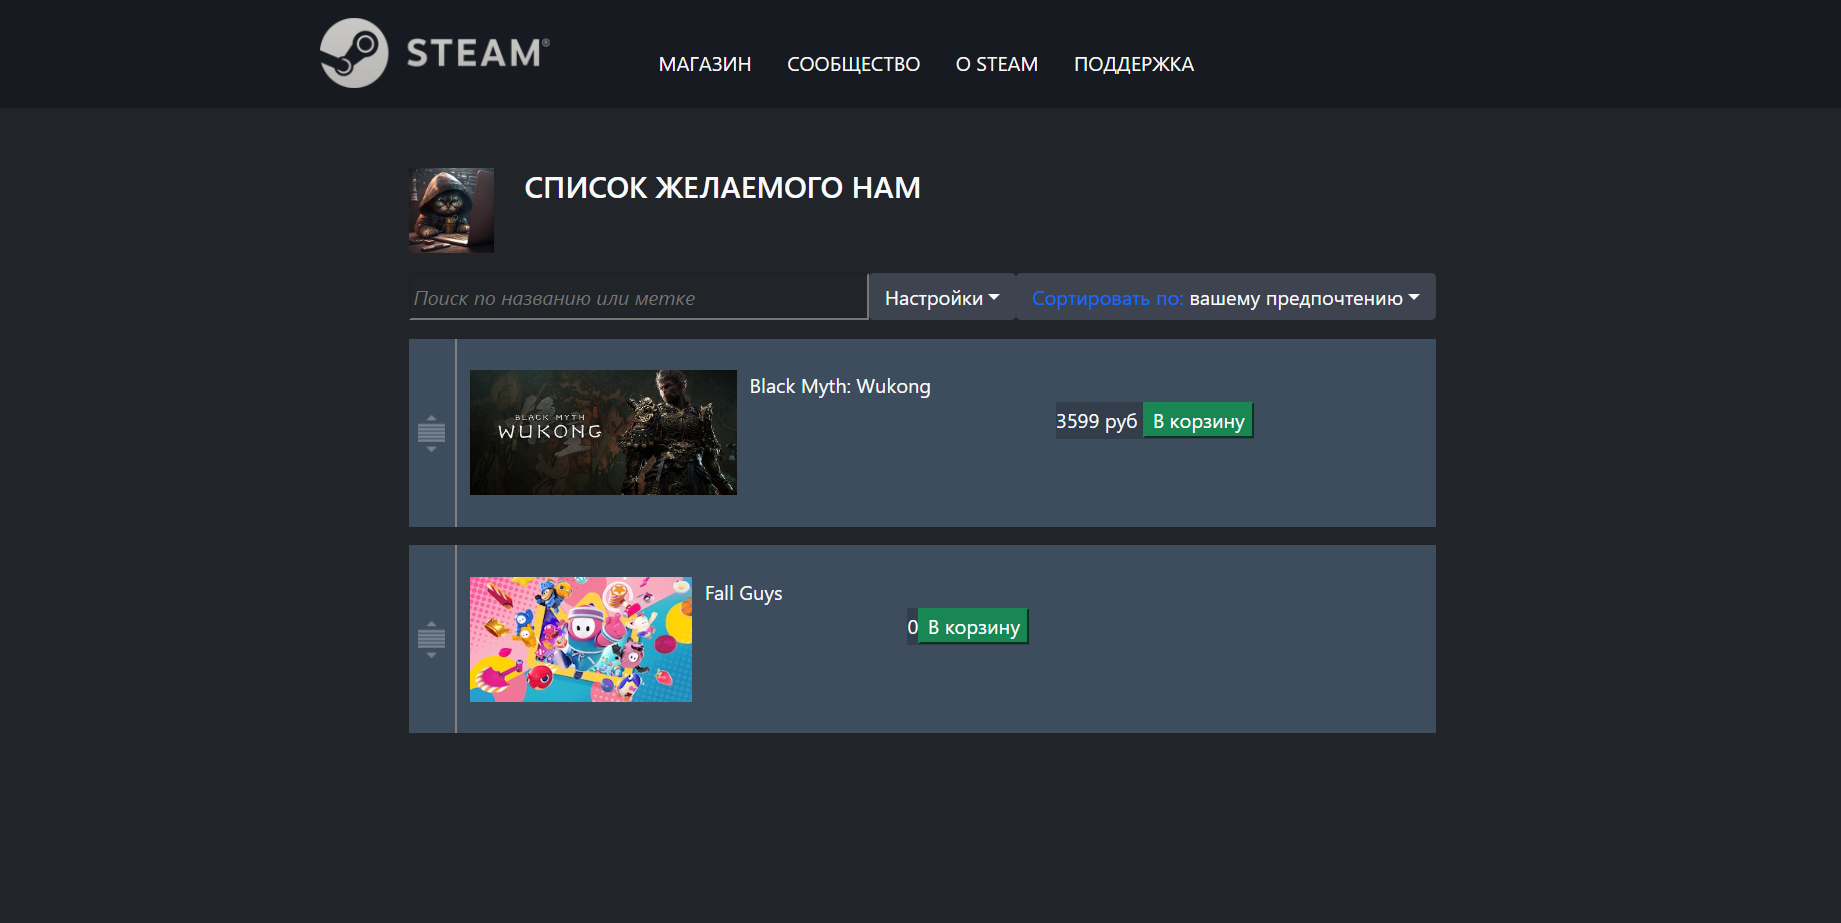 STEAM®
МАГАЗИН СООБЩЕСТВО О STEAM ПОДДЕРЖКА
СПИСОК ЖЕЛАЕМОГО НАМ
Поиск по названию или метке Настройки Сортировать по: вашему предпочтению
BLACK MYTH
WUKONG
Black Myth: Wukong
3599 руб В корзину
Fall Guys
0 В корзину